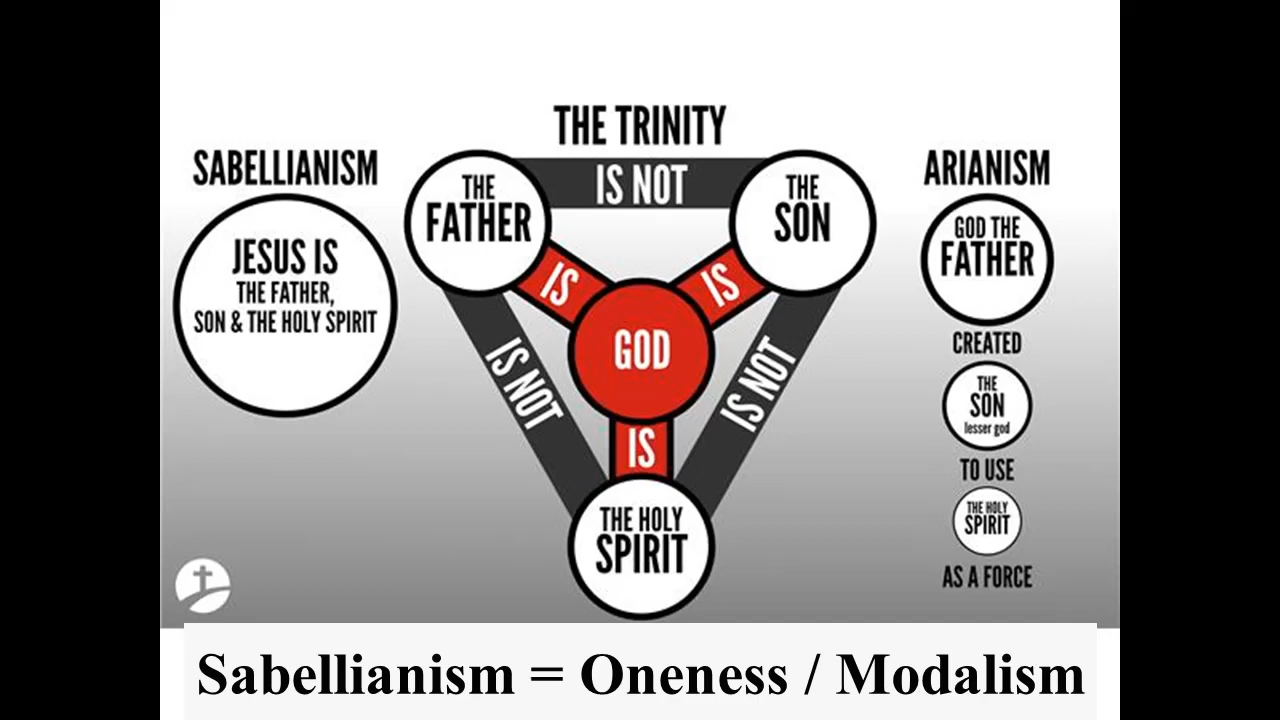 THE TRINITY
SABELLIANISM
JESUS IS
THE FATHER,
SON & THE HOLY SPIRIT
THE
FATHER
IS NOT
THE
SON
IS
IS
GOD
IS NOT
IS NOT
IS
THE HOLY
SPIRIT
ARIANISM
GOD THE
FATHER
CREATED
THE
SON
lesser god
TO USE
THE HOLY
SPIRIT
AS A FORCE
Sabellianism = Oneness / Modalism